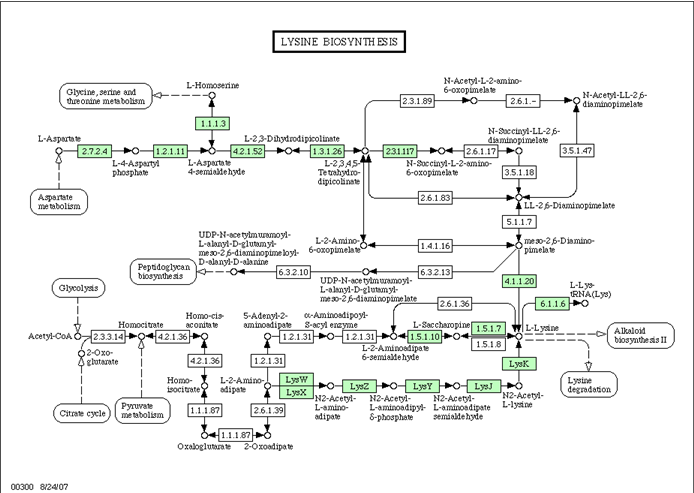 LYSINE BIOSYNTHESIS
Glycine, serine and
threonine metabolism
L-Homoserine
N-Acetyl-L-2-amino-
6-oxopimelate
N-Acetyl-LL-2,6-
diaminopimelate
2.3.1.89
2.6.1.-
1.1.1.3
L-Aspartate
L-2,3-Dihydrodipicolinate
N-Succinyl-LL-2,6-
diaminopimelate
2.7.2.4
1.2.1.11
4.2.1.52
1.3.1.26
2.3.1.117
2.6.1.17
3.5.1.47
L-4-Aspartyl
phosphate
L-Aspartate
4-semialdehyde
L-2,3,4,5-
Tetrahydro-
dipicolinate
N-Succinyl-L-2-amino-
6-oxopimelate
3.5.1.18
Aspartate
metabolism
2.6.1.83
LL-2,6-Diaminopimelate
5.1.1.7
UDP-N-acetylmuramoyl-
L-alanyl-D-glutamyl-
meso-2,6-diaminopimeloyl-
D-alanyl-D-alanine
L-2-Amino-
6-oxopimelate
1.4.1.16
meso-2,6-Diamino-
pimelate
Peptidoglycan
biosynthesis
6.3.2.10
6.3.2.13
UDP-N-acetylmuramoyl-
L-alanyl-D-glutamyl-
meso-2,6-diaminopimelate
4.1.1.20
L-Lys-
tRNA(Lys)
Glycolysis
2.6.1.36
6.1.1.6
Homo-cis-
aconitate
5-Adenyl-2-
aminoadipate
α-Aminoadipoyl-
S-acyl enzyme
Acetyl-CoA
Homocitrate
L-Saccharopine
1.5.1.7
L-Lysine
2.3.3.14
4.2.1.36
1.2.1.31
1.2.1.31
1.5.1.10
1.5.1.8
Alkaloid
biosynthesis II
2-Oxo-
glutarate
4.2.1.36
1.2.1.31
L-2-Aminoadipate
6-semialdehyde
LysK
Homo-
isocitrate
L-2-Amino-
adipate
LysW
LysX
LysZ
LysY
LysJ
Lysine
degradation
Citrate cycle
Pyruvate
metabolism
1.1.1.87
2.6.1.39
N2-Acetyl-
L-amino-
adipate
N2-Acetyl-
L-aminoadipyl-
δ-phosphate
N2-Acetyl-
L-aminoadipate
semialdehyde
N2-Acetyl-
L-lysine
1.1.1.87
Oxaloglutarate
2-Oxoadipate
00300 8/24/07